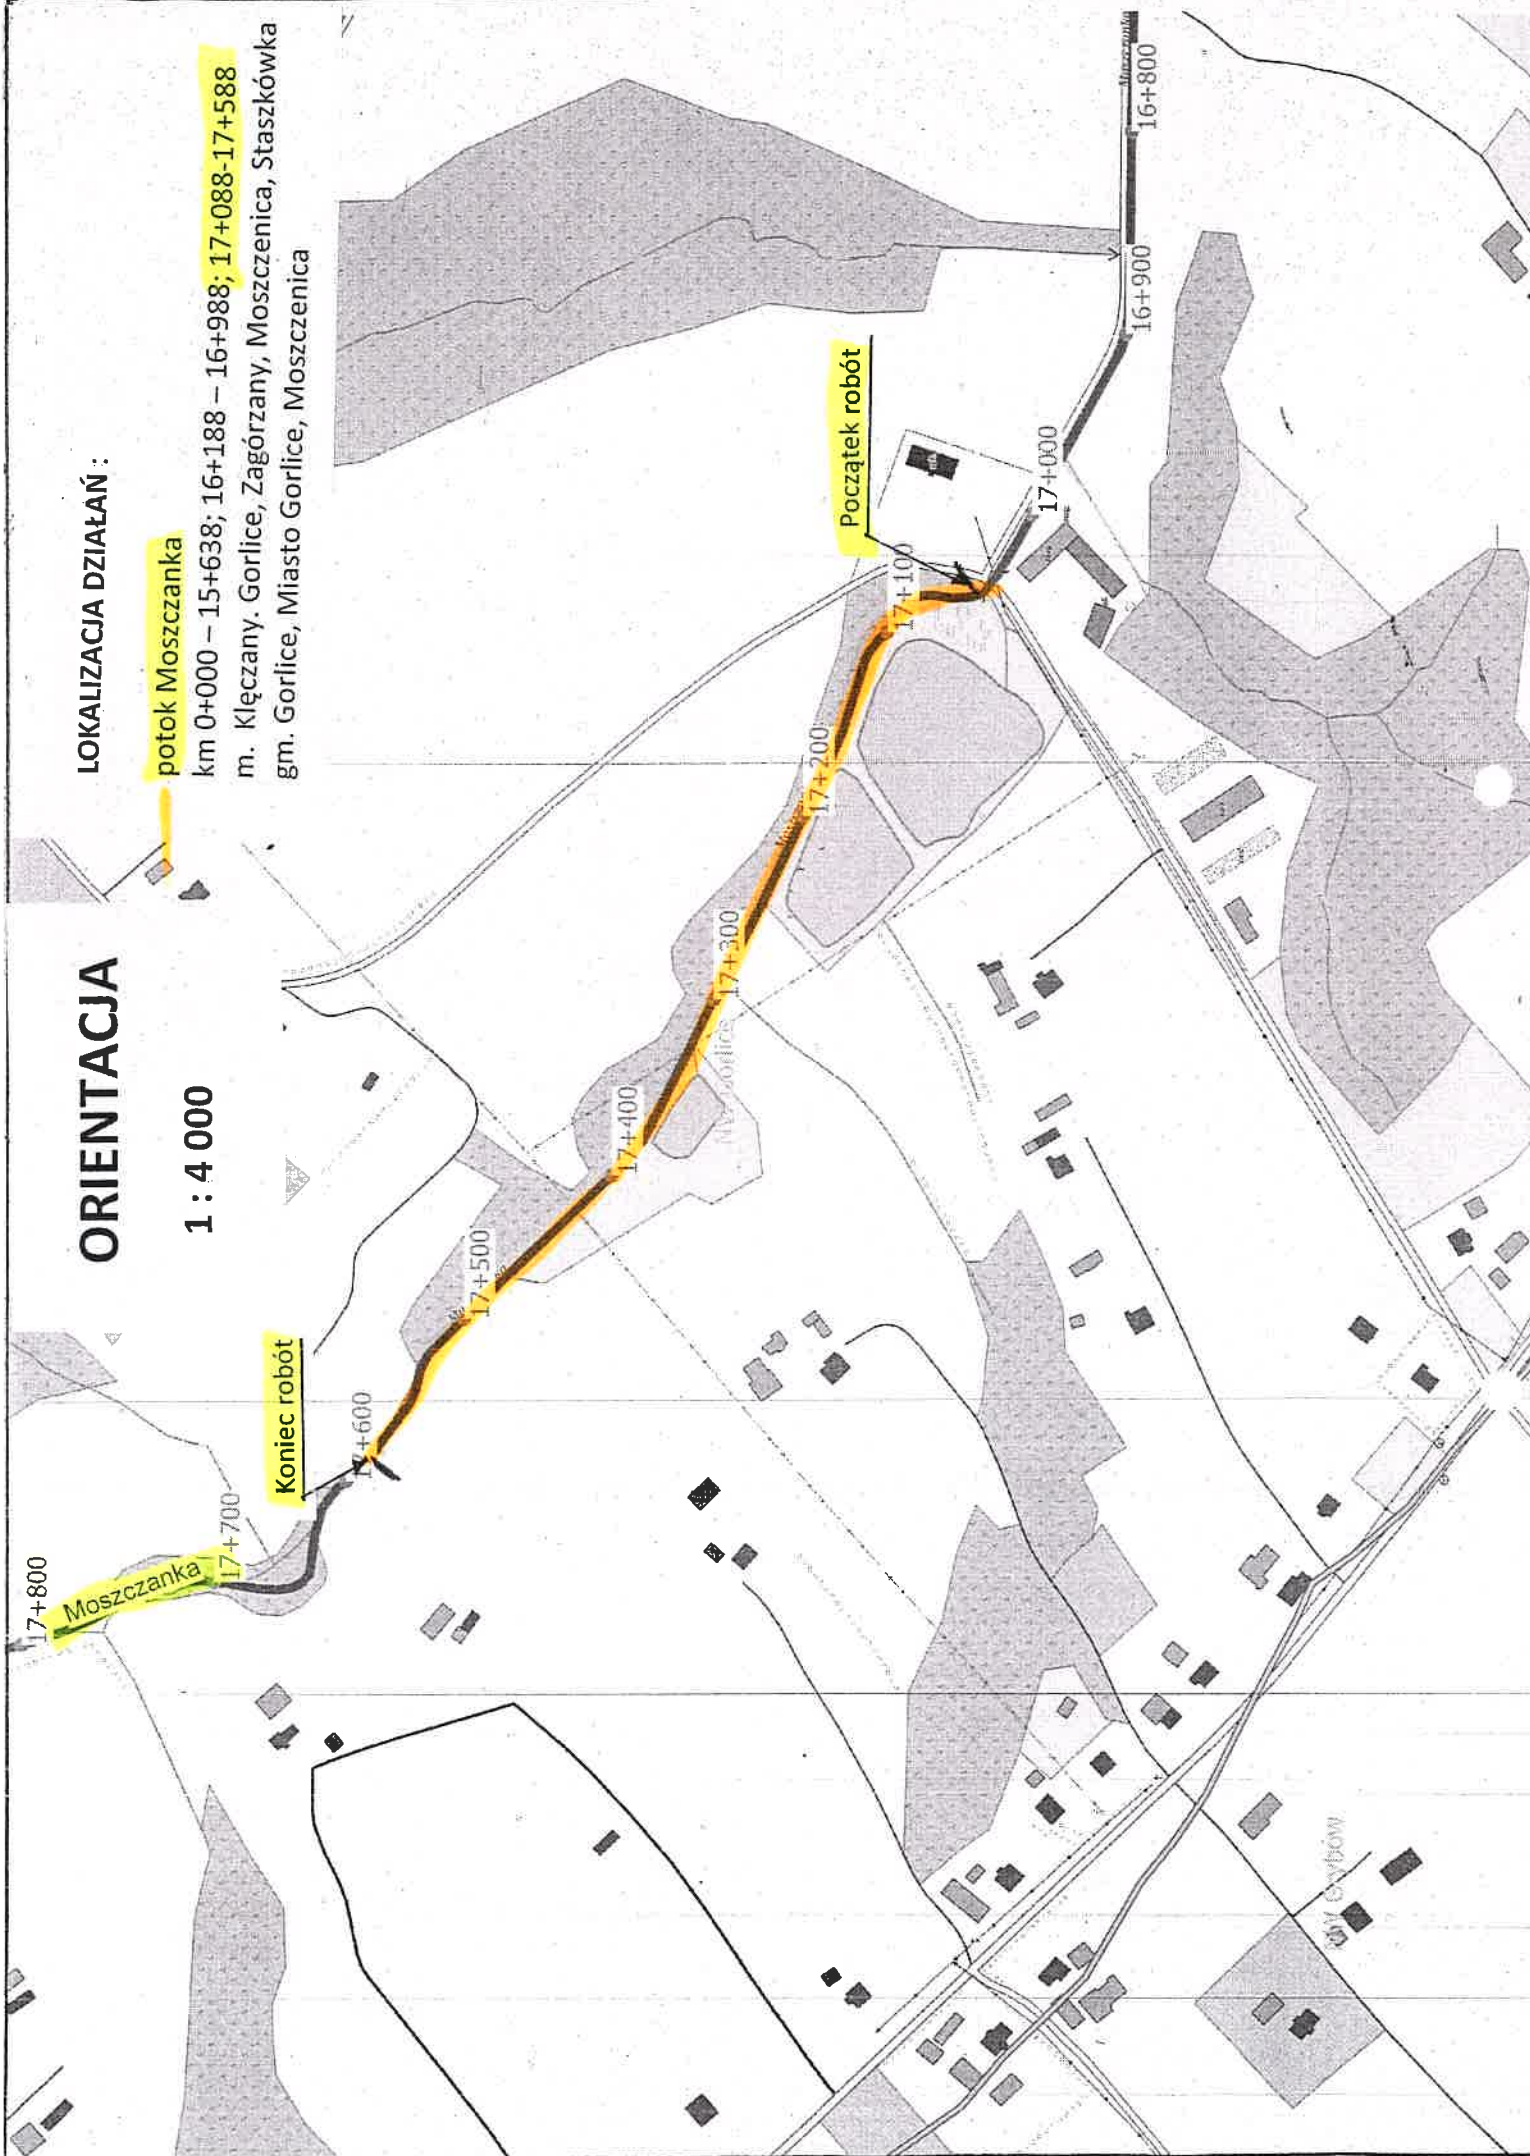 ORIENTACJA
1 : 4 000
LOKALIZACJA DZIAŁAŃ :
potok Moszczanka
km 0+000 – 15+638; 16+188 – 16+988; 17+088-17+588
m. Klęczany. Gorlice, Zagórzany, Moszczenica, Staszkówka
gm. Gorlice, Miasto Gorlice, Moszczenica
17+800
Moszczanka
17+700
Koniec robót
17+600
17+500
17+400
17+300
17+200
17+100
Początek robót
17+000
16+900
16+800